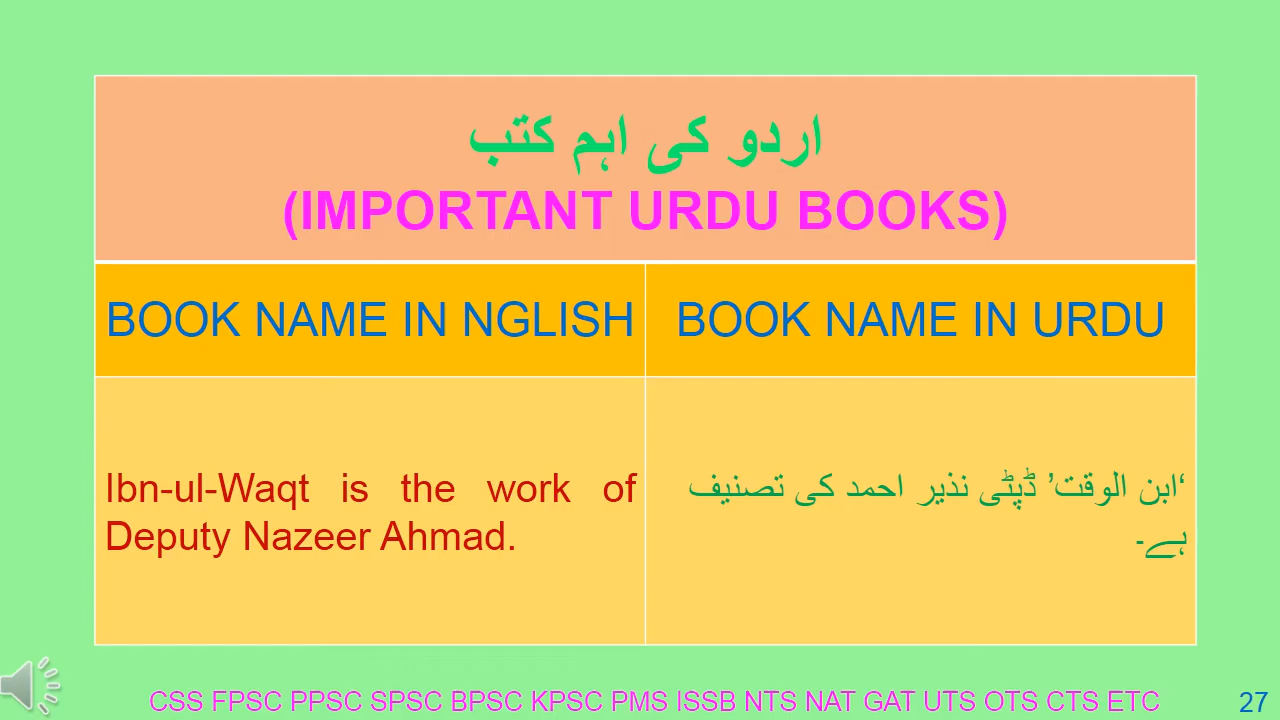 اردو کی اہم کتب
(IMPORTANT URDU BOOKS)
BOOK NAME IN NGLISH
BOOK NAME IN URDU
Ibn-ul-Waqt is the work of
Deputy Nazeer Ahmad.
‘ابن الوقت’ ڈپٹی نذیر احمد کی تصنیف
ہے۔
CSS FPSC PPSC SPSC BPSC KPSC PMS ISSB NTS NAT GAT UTS OTS CTS ETC
27